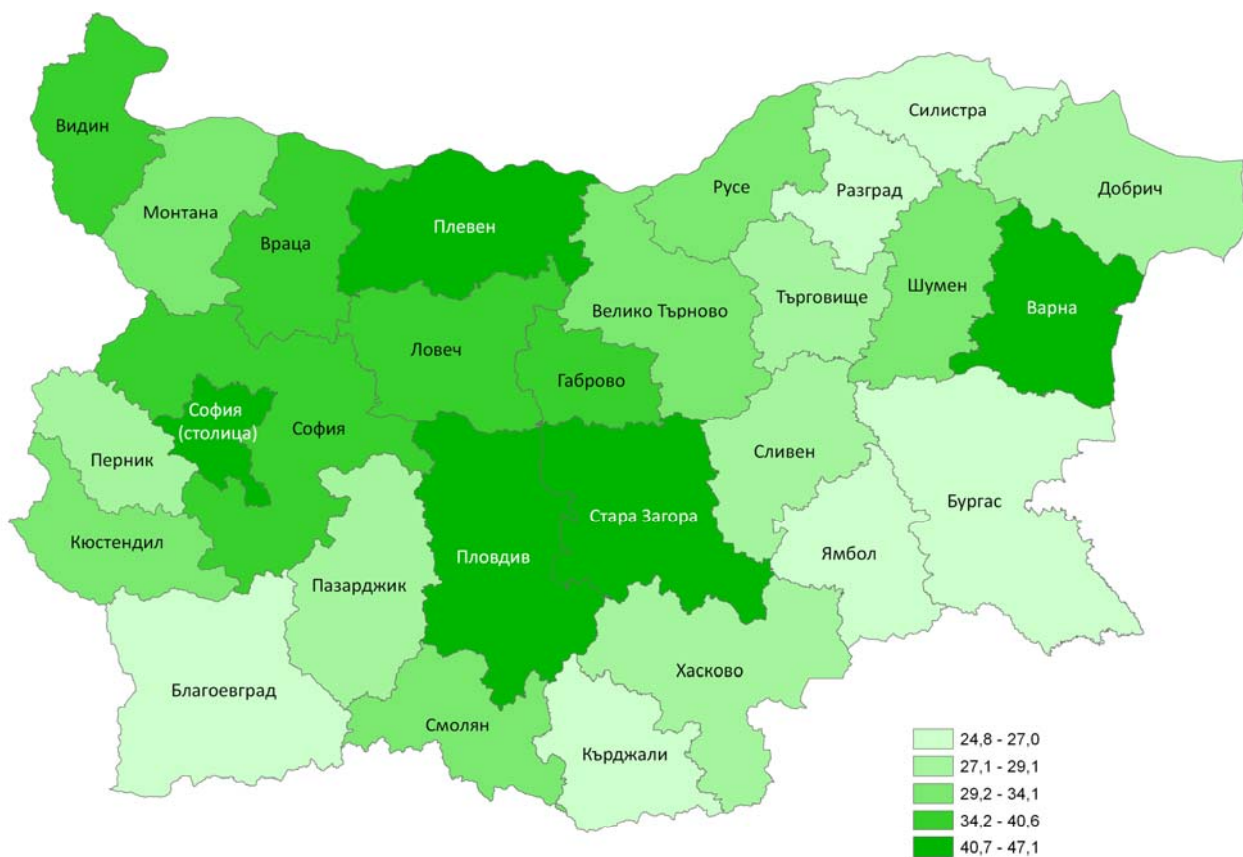 Силистра
Видин
Разград
Добрич
Русе
Монтана
Плевен
Враца
Шумен
Търговище
Варна
Велико Търново
Ловеч
Габрово
София
(столица)
София
Сливен
Перник
Бургас
Стара Загора
Кюстендил
Пловдив
Ямбол
Пазарджик
Хасково
Благоевград
Смолян
Кърджали
24,8 - 27,0
27,1 - 29,1
29,2 - 34,1
34,2 - 40,6
40,7 - 47,1